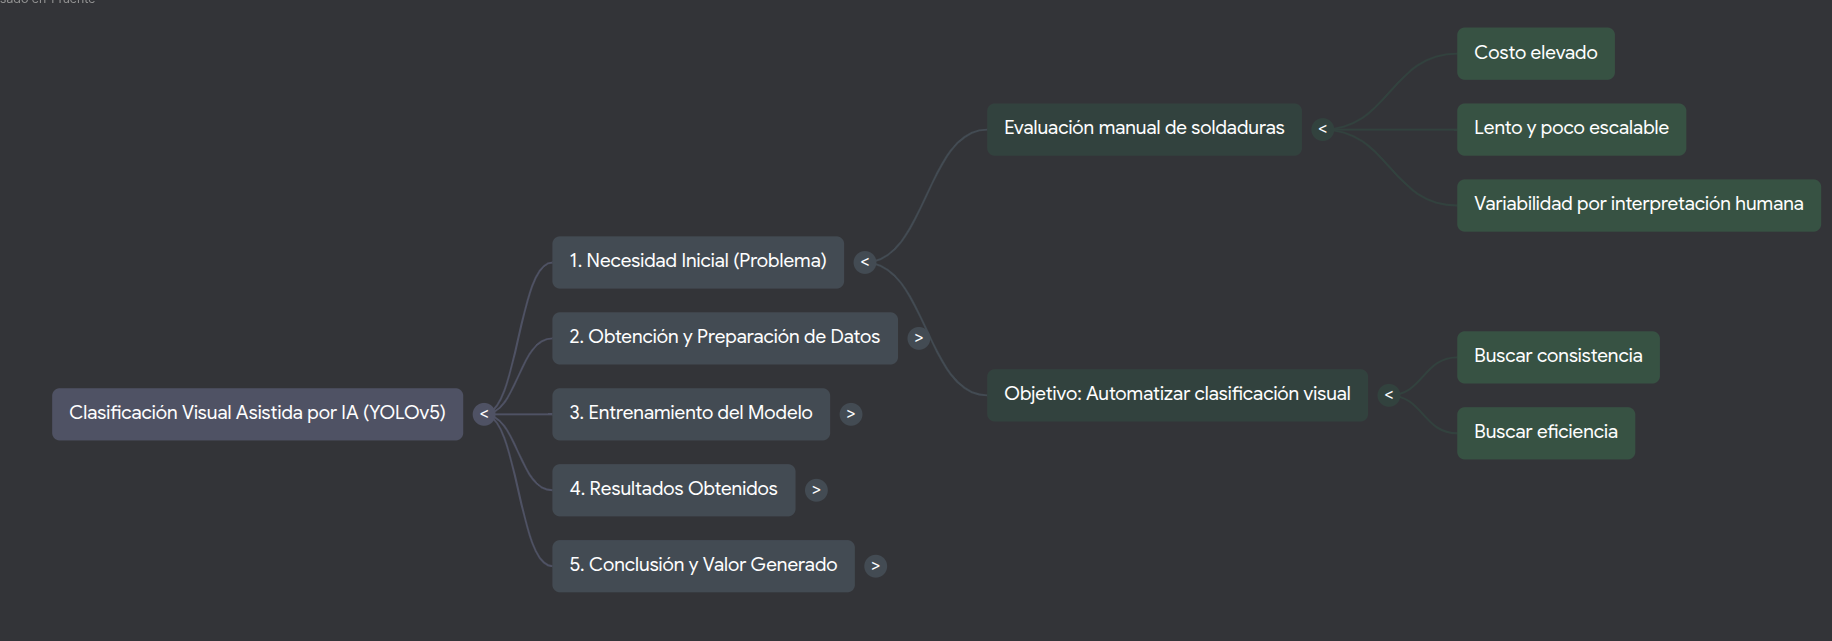 Clasificación Visual Asistida por IA (YOLOv5)
<
1. Necesidad Inicial (Problema)
<
2. Obtención y Preparación de Datos
>
3. Entrenamiento del Modelo
>
4. Resultados Obtenidos
>
5. Conclusión y Valor Generado
>
Evaluación manual de soldaduras
<
Costo elevado
Lento y poco escalable
Variabilidad por interpretación humana
Objetivo: Automatizar clasificación visual
<
Buscar consistencia
Buscar eficiencia